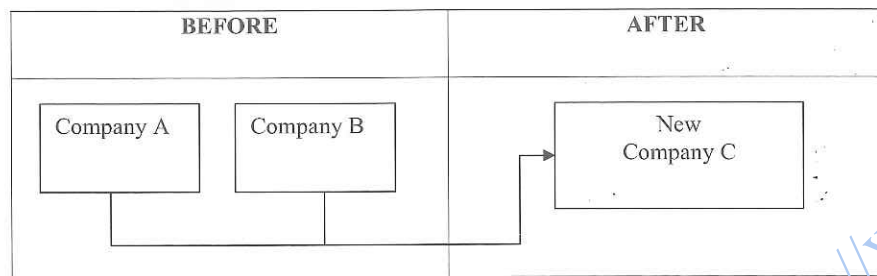 BEFORE
AFTER
Company A
Company B
New
Company C